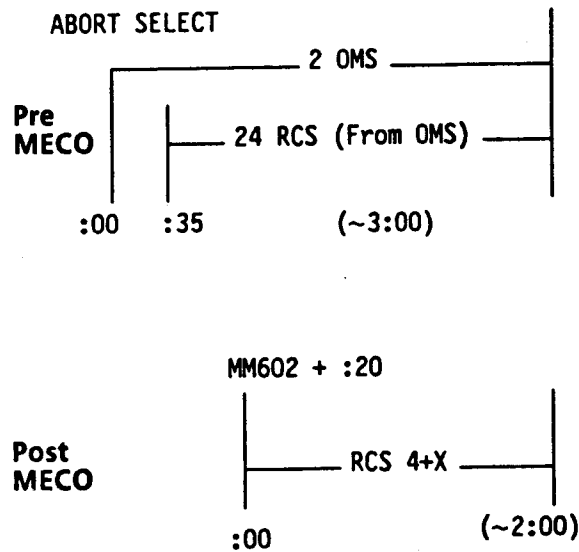 ABORT SELECT
2 OMS
Pre
MECO
24 RCS (From OMS)
:00 :35 (~3:00)
MM602 + :20
Post
MECO
RCS 4+X
:00 (~2:00)